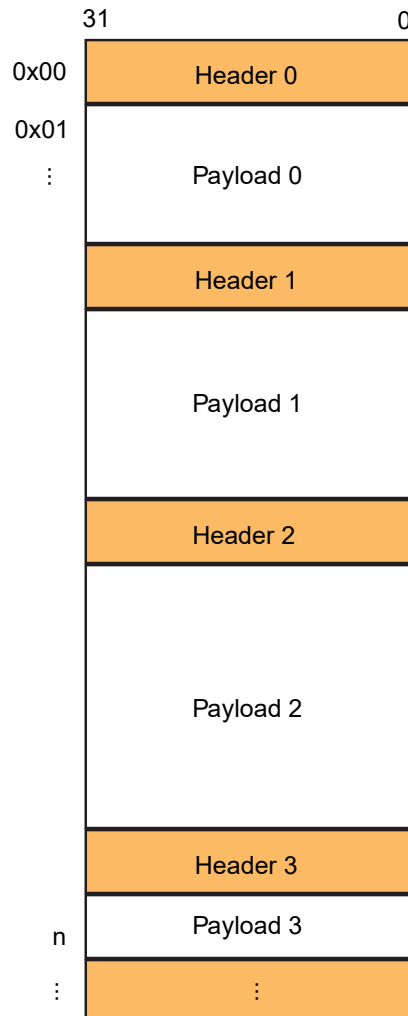 31 0
0x00 Header 0
0x01
⋮ Payload 0
Header 1
Payload 1
Header 2
Payload 2
Header 3
Payload 3
n
⋮ ⋮